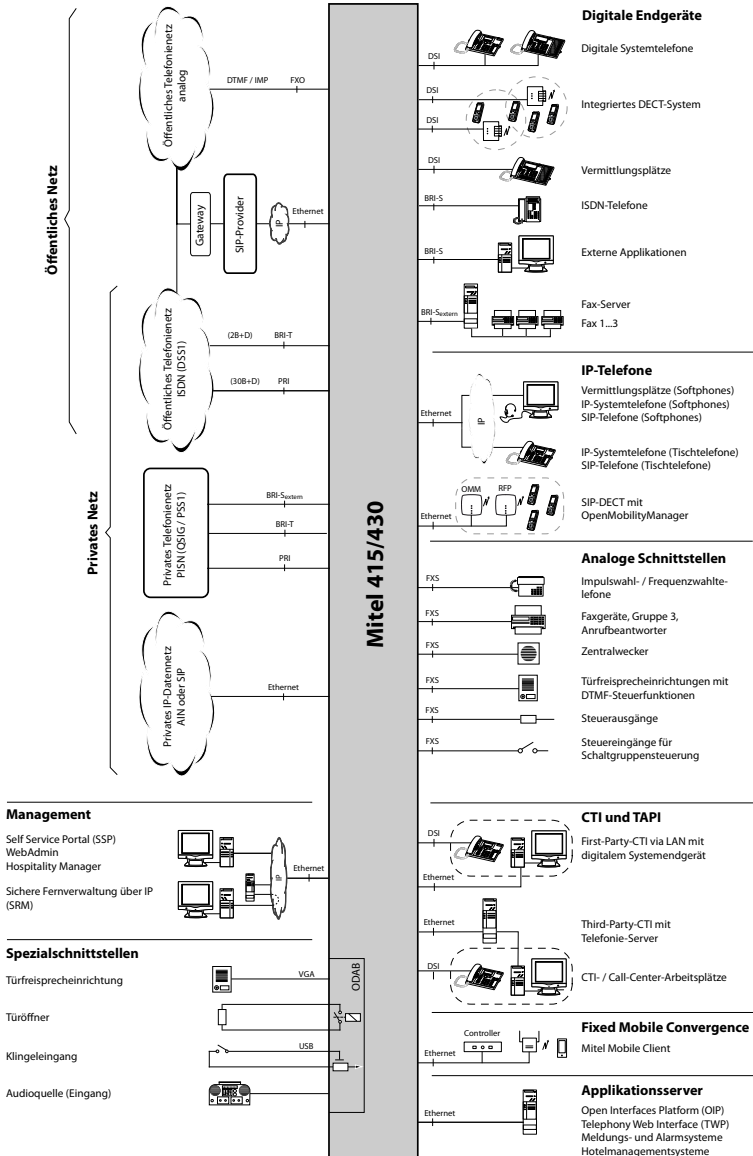 Öffentliches Netz
Privates Netz
Öffentliches Telefonienetz
analog
DTMF / IMP
FXO
Gateway
SIP-Provider
IP
Ethernet
Öffentliches Telefonienetz
ISDN (DSS1)
(2B+D)
BRI-T
(30B+D)
PRI
Privates Telefonienetz
PISN (QSIG / PSS1)
BRI-Sextern
BRI-T
PRI
Privates IP-Datennetz
AIN oder SIP
Ethernet
Management
Self Service Portal (SSP)
WebAdmin
Hospitality Manager
Sichere Fernverwaltung über IP
(SRM)
IP
Ethernet
Spezialschnittstellen
Türfreisprecheinrichtung
VGA
Türöffner
Klingeleingang
USB
Audioquelle (Eingang)
ODAB
Mitel 415/430
Digitale Endgeräte
DSI
Digitale Systemtelefone
DSI
DSI
Integriertes DECT-System
DSI
Vermittlungsplätze
BRI-S
ISDN-Telefone
BRI-S
Externe Applikationen
BRI-Sextern
Fax-Server
Fax 1...3
IP-Telefone
Ethernet
IP
Vermittlungsplätze (Softphones)
IP-Systemtelefone (Softphones)
SIP-Telefone (Softphones)
IP-Systemtelefone (Tischtelefone)
SIP-Telefone (Tischtelefone)
Ethernet
OMM
RFP
SIP-DECT mit
OpenMobilityManager
Analoge Schnittstellen
FXS
Impulswahl- / Frequenzwahlte-
lefone
FXS
Faxgeräte, Gruppe 3,
Anrufbeantworter
FXS
Zentralwecker
FXS
Türfreisprecheinrichtungen mit
DTMF-Steuerfunktionen
FXS
Steuerausgänge
FXS
Steuereingänge für
Schaltgruppensteuerung
CTI und TAPI
DSI
First-Party-CTI via LAN mit
digitalem Systemendgerät
Ethernet
Ethernet
Third-Party-CTI mit
Telefonie-Server
DSI
CTI- / Call-Center-Arbeitsplätze
Fixed Mobile Convergence
Ethernet
Controller
Mitel Mobile Client
Applikationsserver
Ethernet
Open Interfaces Platform (OIP)
Telephony Web Interface (TWP)
Meldungs- und Alarmsysteme
Hotelmanagementsysteme